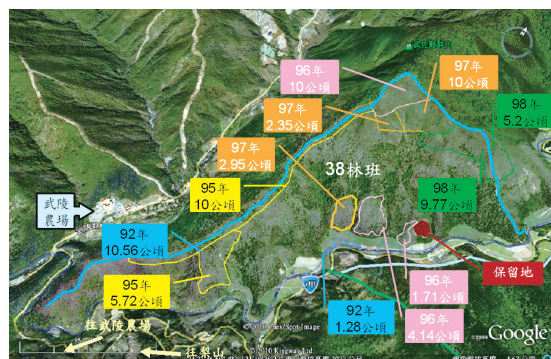 96年
10公頃
97年
10公頃
97年
2.35公頃
98年
5.2公頃
97年
2.95公頃
38林班
95年
10公頃
98年
9.77公頃
武陵
農場
92年
10.56公頃
保留地
95年
5.72公頃
96年
1.71公頃
92年
1.28公頃
96年
4.14公頃
往武陵農場
往梨山
©2009 Google